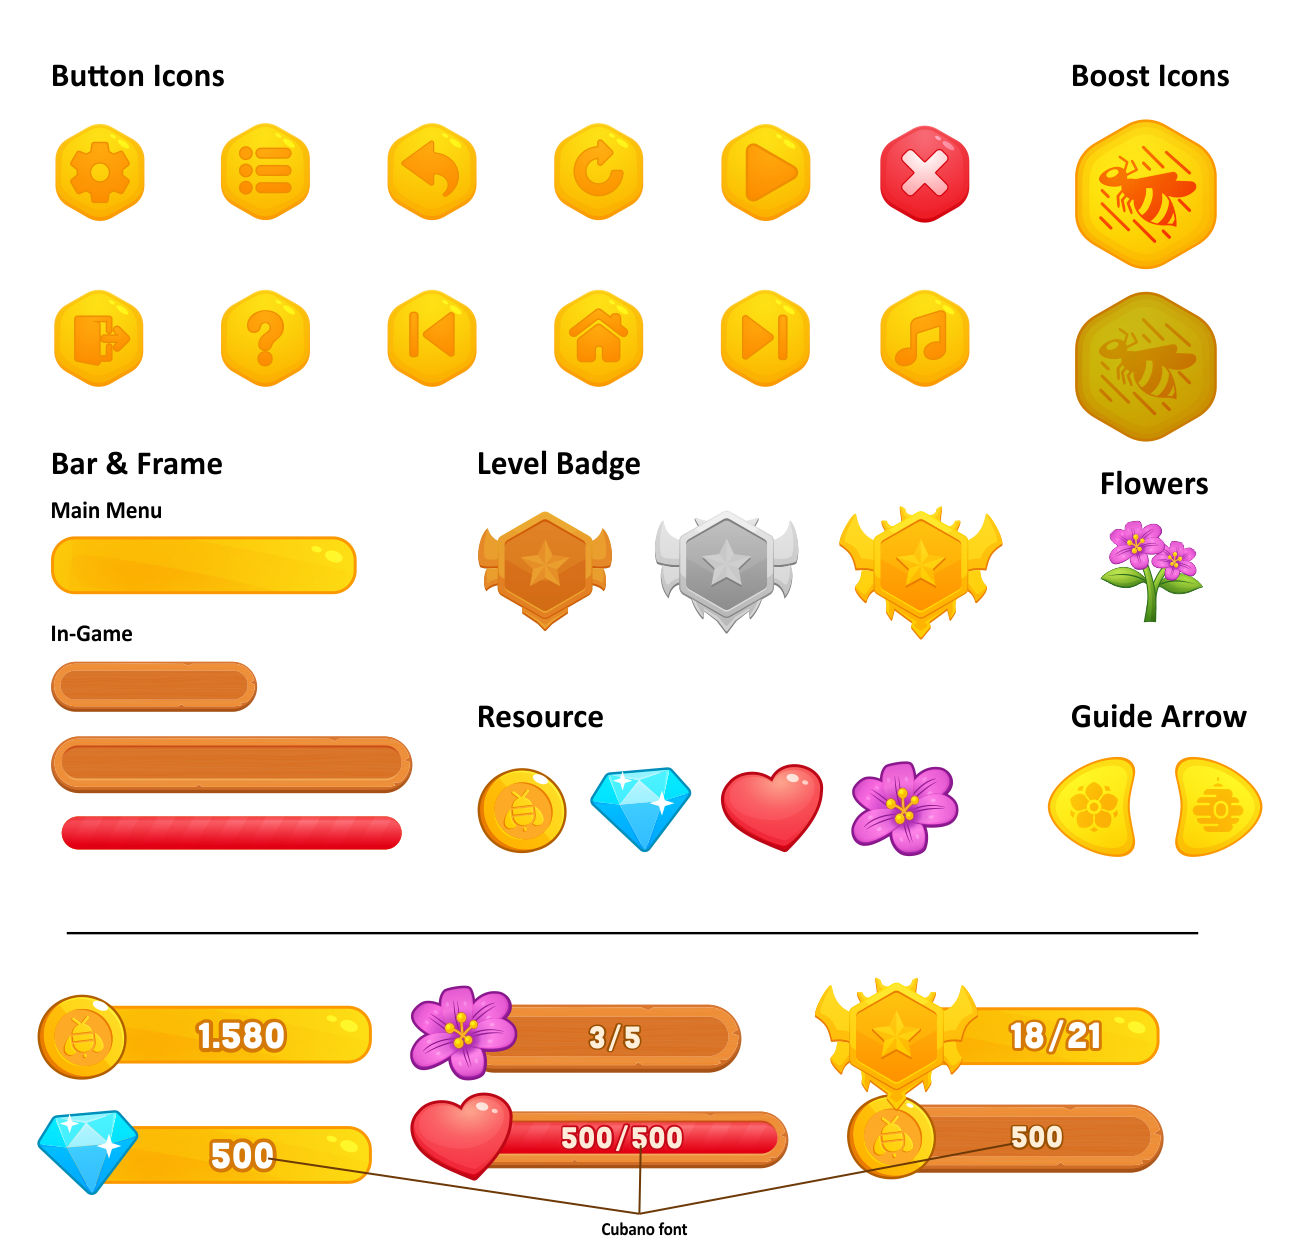 Button Icons
Boost Icons
?
Bar & Frame
Level Badge
Main Menu
Flowers
In-Game
Resource
Guide Arrow
1.580
3/5
18/21
500
500/500
500
Cubano font